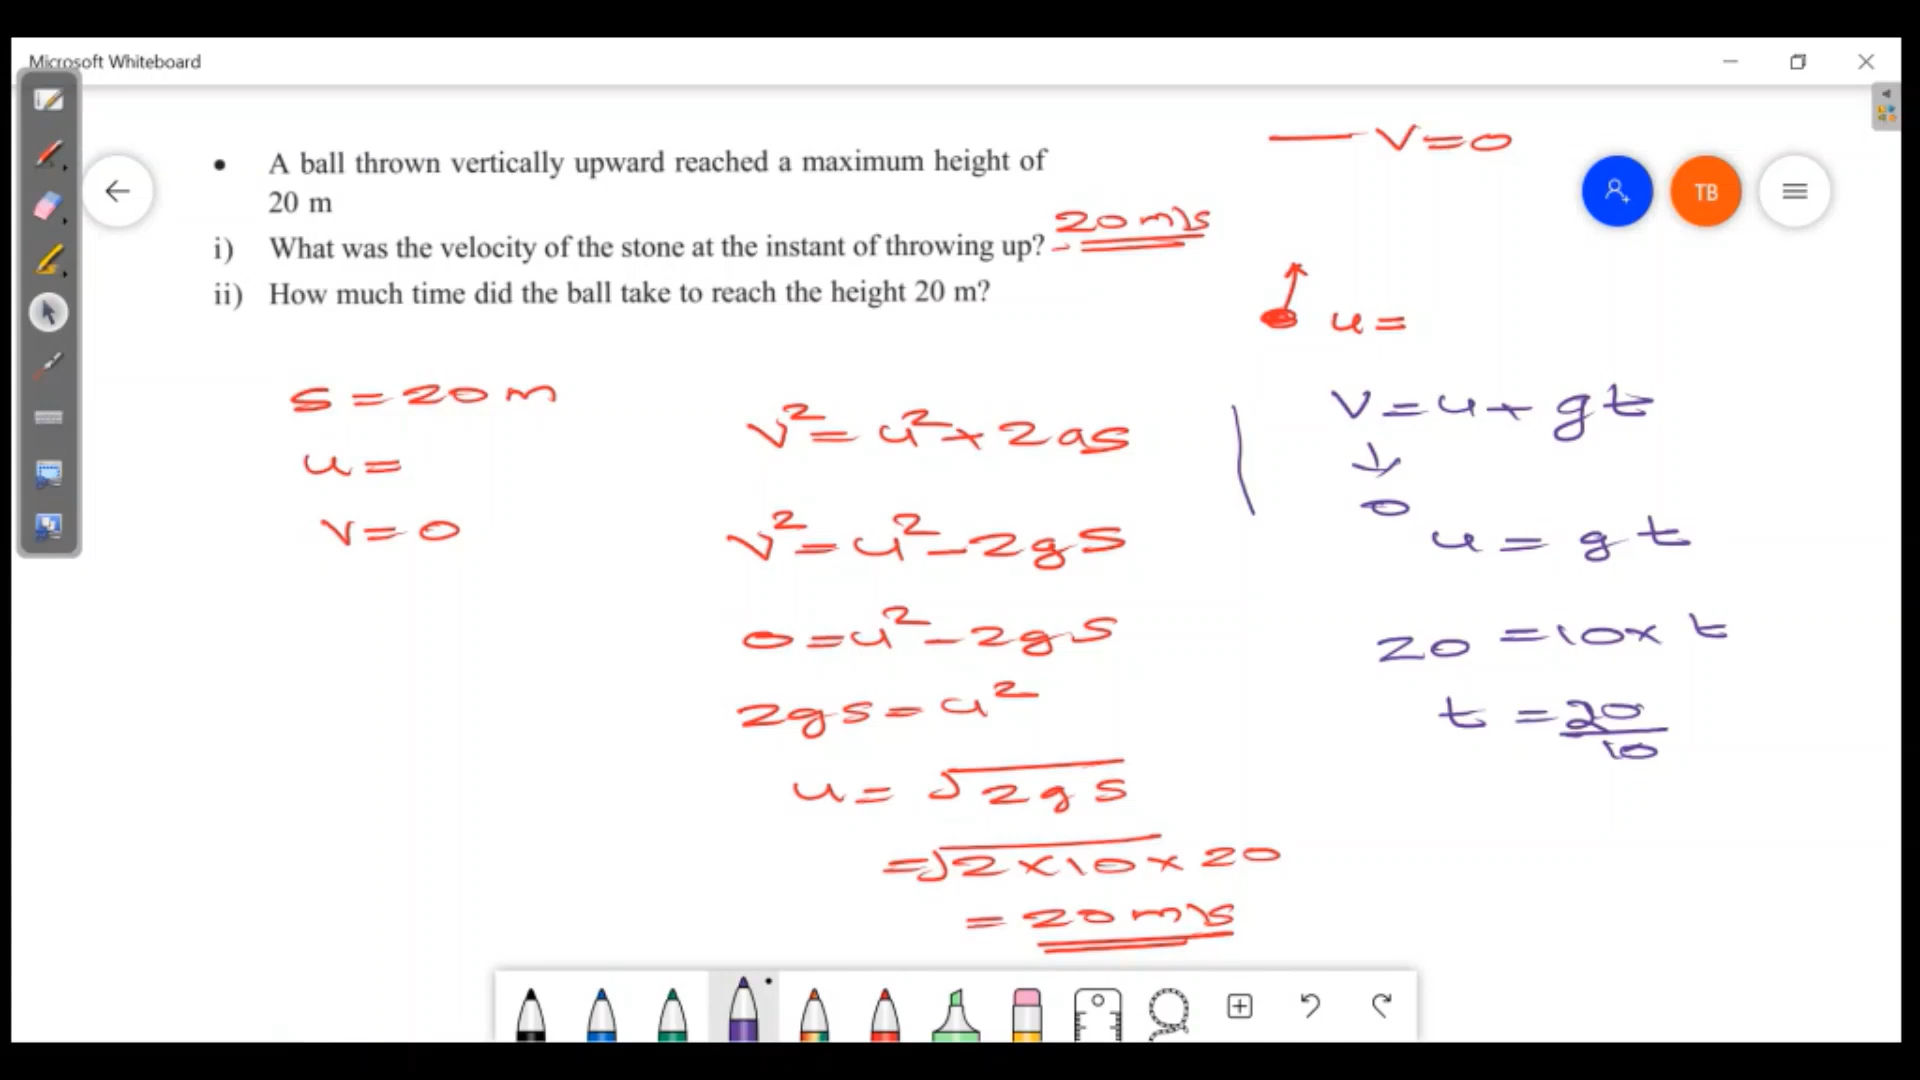 Microsoft Whiteboard
• A ball thrown vertically upward reached a maximum height of
20 m
i) What was the velocity of the stone at the instant of throwing up? - 20 m/s
ii) How much time did the ball take to reach the height 20 m?
V=0
TB
u =
s = 20 m
u =
v = 0
v² = u² + 2as
v² = u² - 2gs
0 = u² - 2gs
2gs = u²
u = √2gs
= √2×10×20
= 20 m/s
v = u + gt
↓
0
u = gt
20 = 10× t
t = 20
10